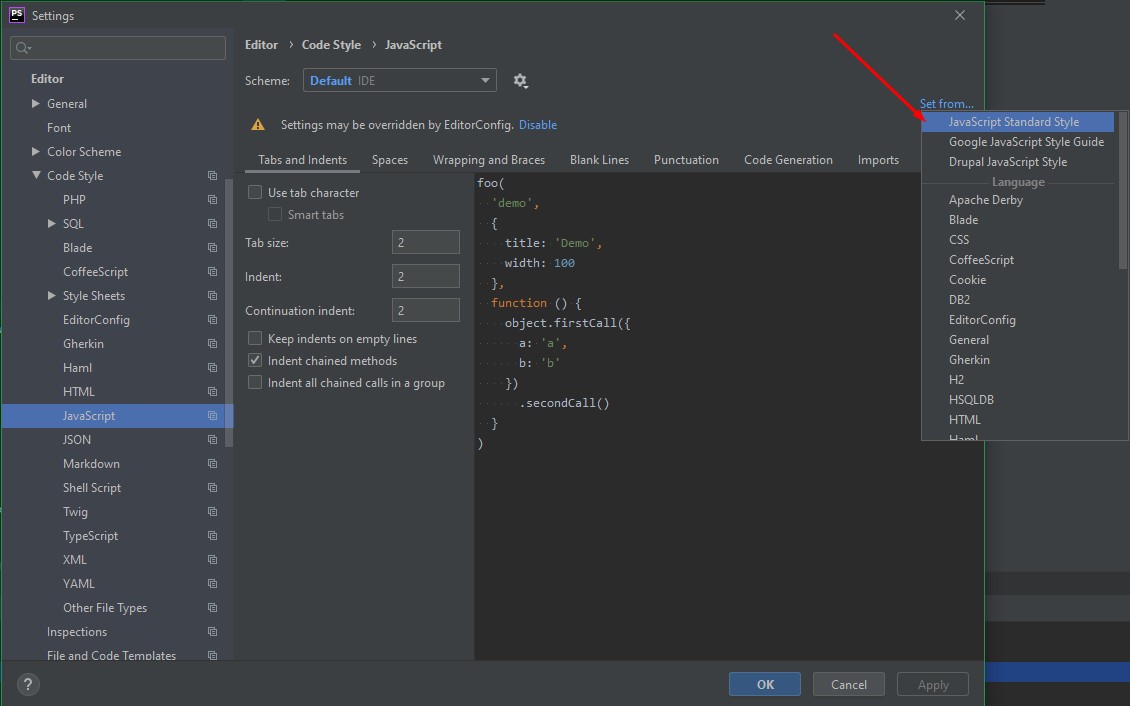 PS Settings
Editor
General
Font
Color Scheme
Code Style
PHP
SQL
Blade
CoffeeScript
Style Sheets
EditorConfig
Gherkin
Haml
HTML
JavaScript
JSON
Markdown
Shell Script
Twig
TypeScript
XML
YAML
Other File Types
Inspections
File and Code Templates
Editor › Code Style › JavaScript
Scheme: Default IDE
Set from...
Settings may be overridden by EditorConfig. Disable
Tabs and Indents Spaces Wrapping and Braces Blank Lines Punctuation Code Generation Imports
Use tab character
Smart tabs
Tab size: 2
Indent: 2
Continuation indent: 2
Keep indents on empty lines
Indent chained methods
Indent all chained calls in a group
foo(
'demo',
{
title: 'Demo',
width: 100
},
function () {
object.firstCall({
a: 'a',
b: 'b'
})
.secondCall()
}
)
JavaScript Standard Style
Google JavaScript Style Guide
Drupal JavaScript Style
Language
Apache Derby
Blade
CSS
CoffeeScript
Cookie
DB2
EditorConfig
General
Gherkin
H2
HSQLDB
HTML
Haml
? OK Cancel Apply